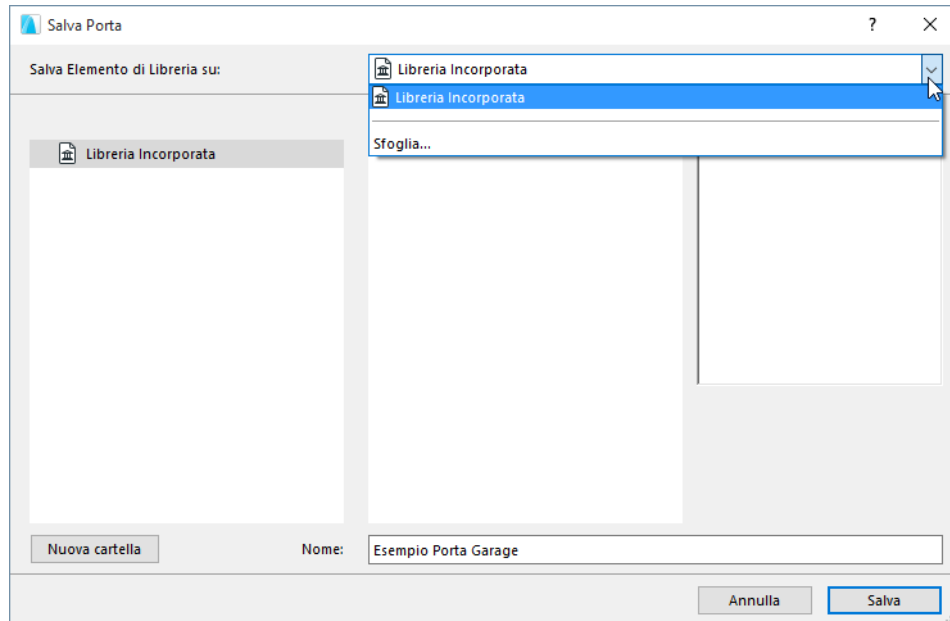 Salva Porta
?
Salva Elemento di Libreria su:
Libreria Incorporata
Libreria Incorporata
Sfoglia...
Libreria Incorporata
Nuova cartella
Nome:
Esempio Porta Garage
Annulla
Salva